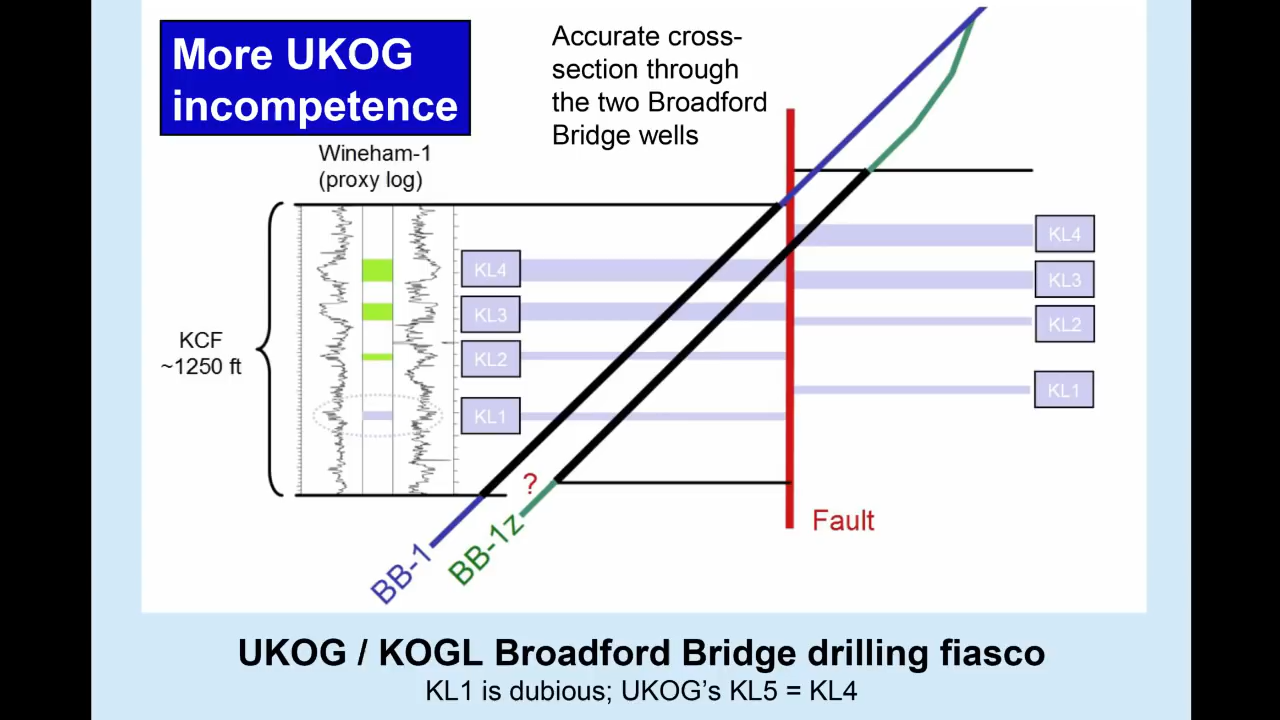 More UKOG
incompetence
Accurate cross-
section through
the two Broadford
Bridge wells
Wineham-1
(proxy log)
KCF
~1250 ft
KL4
KL3
KL2
KL1
KL4
KL3
KL2
KL1
?
Fault
BB-1
BB-1z
UKOG / KOGL Broadford Bridge drilling fiasco
KL1 is dubious; UKOG's KL5 = KL4